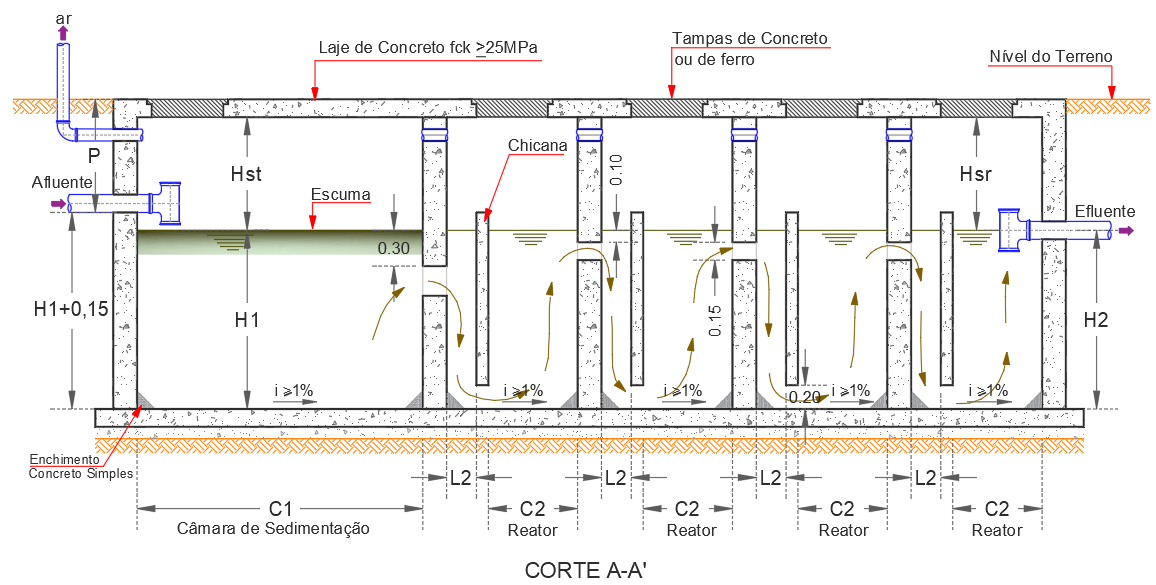 ar
Laje de Concreto fck ≥25MPa
Tampas de Concreto
ou de ferro
Nível do Terreno
P
Hst
Chicana
0.10
Hsr
Afluente
Escuma
Efluente
0.30
H1+0,15
H1
0.15
H2
i ⩾1%
i ⩾1%
i ⩾1%
0.20
i ⩾1%
i ⩾1%
Enchimento
Concreto Simples
L2
L2
L2
L2
C1
C2
C2
C2
C2
Câmara de Sedimentação
Reator
Reator
Reator
Reator
CORTE A-A'